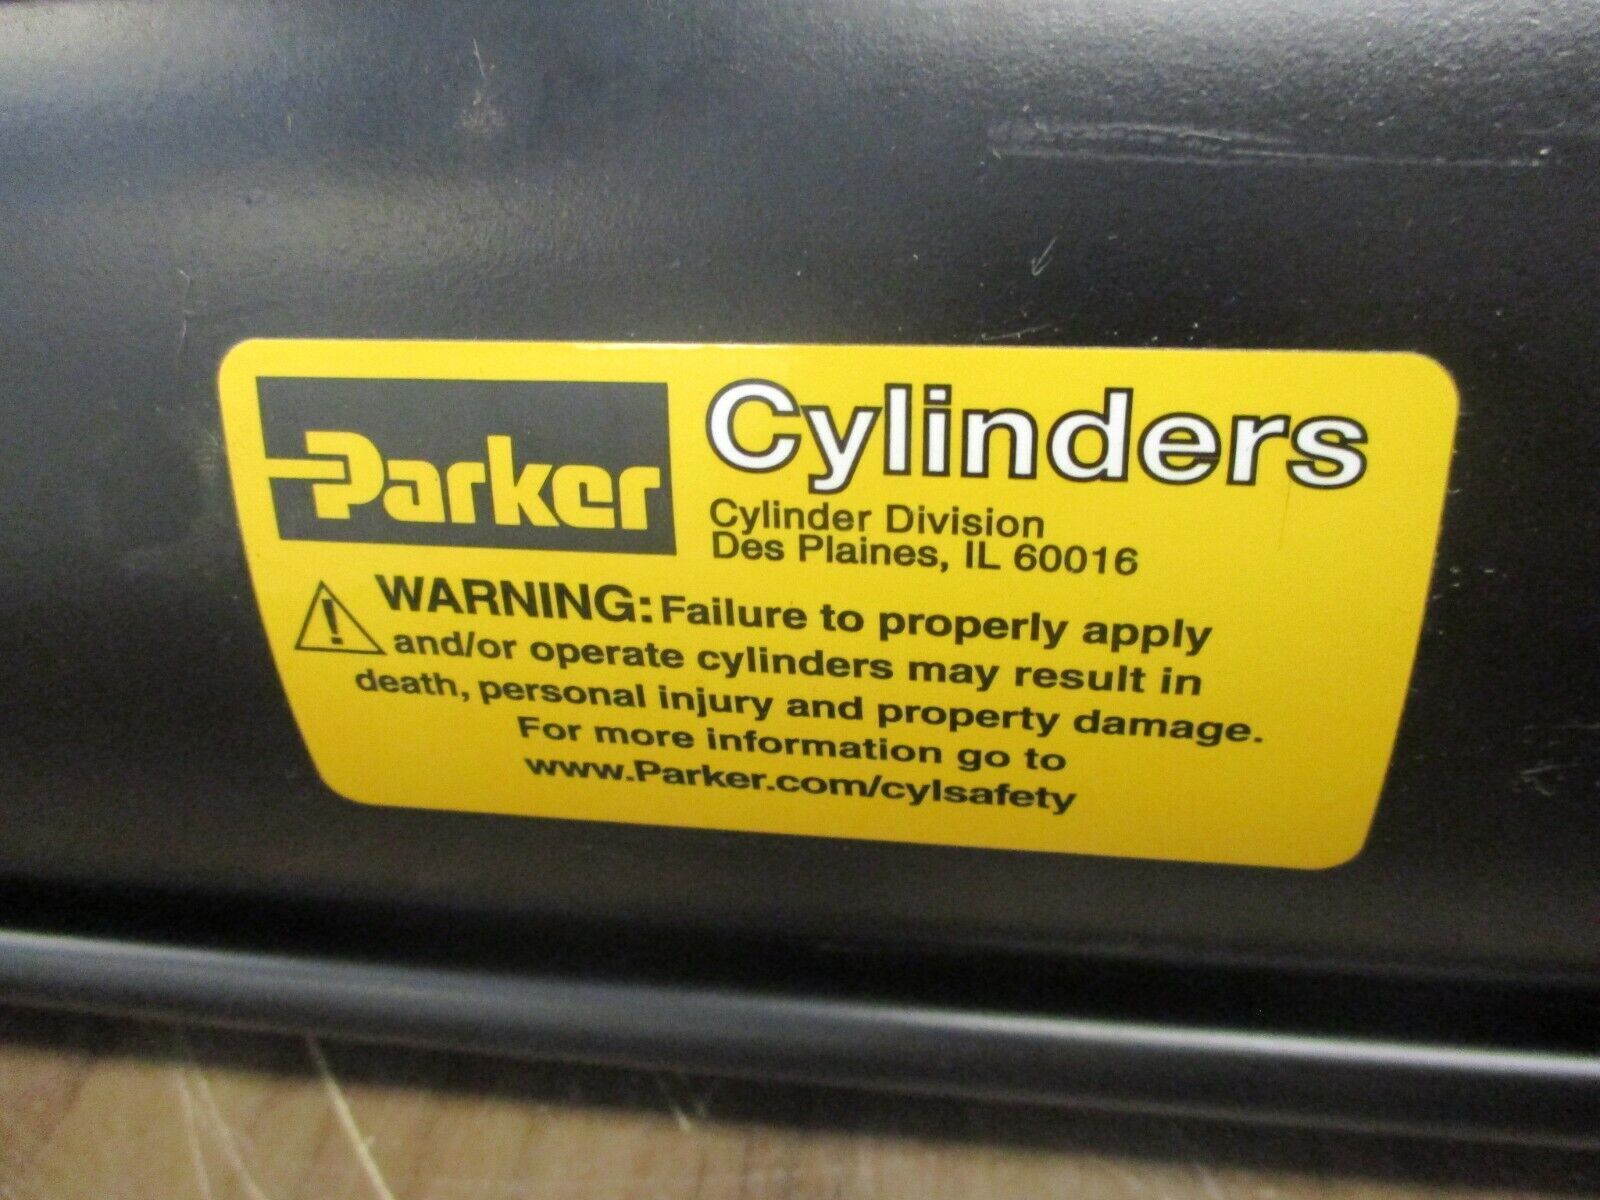 Parker
Cylinders
Cylinder Division
Des Plaines, IL 60016
WARNING: Failure to properly apply
and/or operate cylinders may result in
death, personal injury and property damage.
For more information go to
www.Parker.com/cylsafety